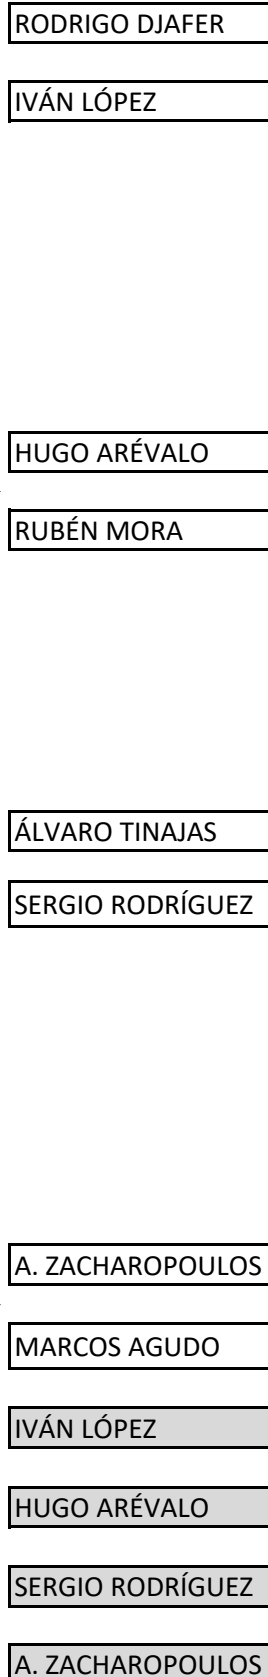 RODRIGO DJAFER
IVÁN LÓPEZ
HUGO ARÉVALO
RUBÉN MORA
ÁLVARO TINAJAS
SERGIO RODRÍGUEZ
A. ZACHAROPOULOS
MARCOS AGUDO
IVÁN LÓPEZ
HUGO ARÉVALO
SERGIO RODRÍGUEZ
A. ZACHAROPOULOS